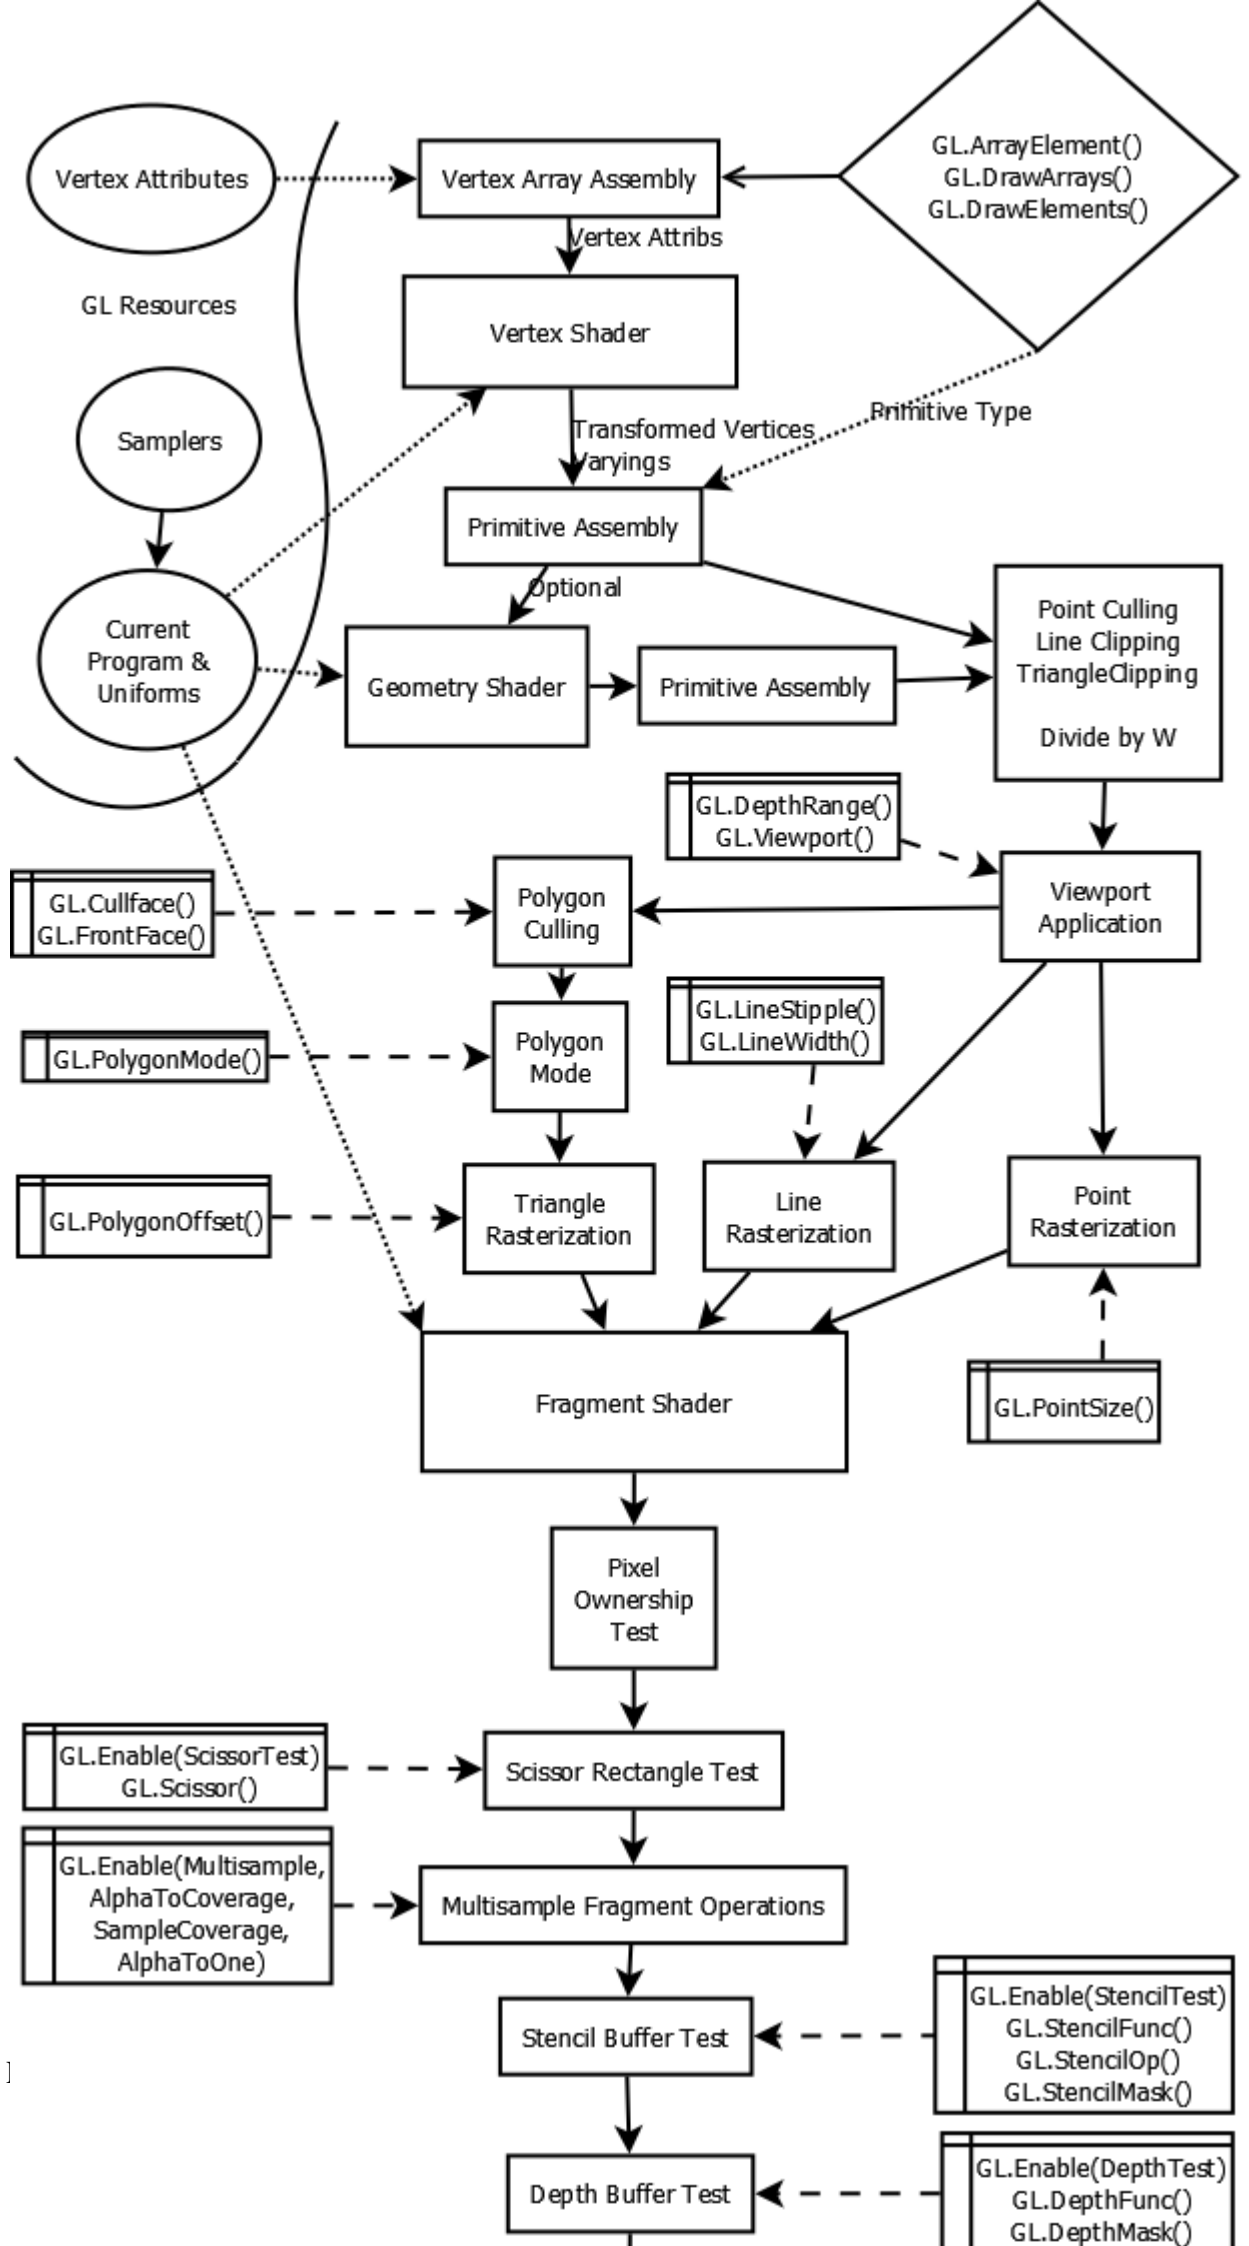 GL.ArrayElement()
GL.DrawArrays()
GL.DrawElements()
Vertex Attributes
Vertex Array Assembly
Vertex Attribs
GL Resources
Vertex Shader
Primitive Type
Transformed Vertices
Varyings
Samplers
Primitive Assembly
Optional
Current
Program &
Uniforms
Geometry Shader
Primitive Assembly
Point Culling
Line Clipping
TriangleClipping
Divide by W
GL.DepthRange()
GL.Viewport()
Viewport
Application
GL.Cullface()
GL.FrontFace()
Polygon
Culling
GL.LineStipple()
GL.LineWidth()
GL.PolygonMode()
Polygon
Mode
GL.PolygonOffset()
Triangle
Rasterization
Line
Rasterization
Point
Rasterization
Fragment Shader
GL.PointSize()
Pixel
Ownership
Test
GL.Enable(ScissorTest)
GL.Scissor()
Scissor Rectangle Test
GL.Enable(Multisample,
AlphaToCoverage,
SampleCoverage,
AlphaToOne)
Multisample Fragment Operations
Stencil Buffer Test
GL.Enable(StencilTest)
GL.StencilFunc()
GL.StencilOp()
GL.StencilMask()
Depth Buffer Test
GL.Enable(DepthTest)
GL.DepthFunc()
GL.DepthMask()